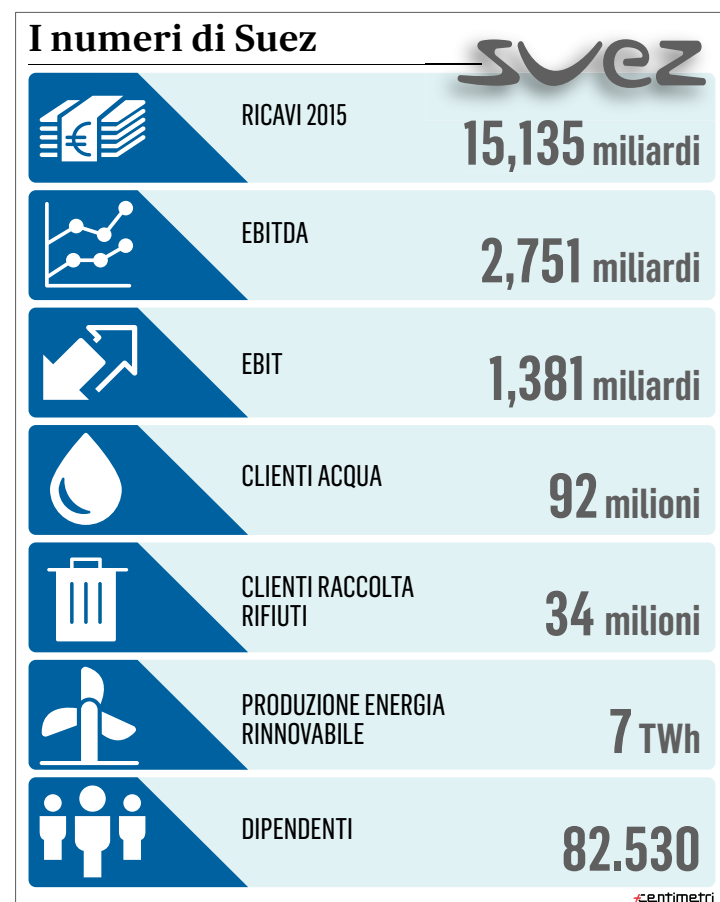 I numeri di Suez
suez
RICAVI 2015
15,135 miliardi
EBITDA
2,751 miliardi
EBIT
1,381 miliardi
CLIENTI ACQUA
92 milioni
CLIENTI RACCOLTA
RIFIUTI
34 milioni
PRODUZIONE ENERGIA
RINNOVABILE
7 TWh
DIPENDENTI
82.530
centimetri